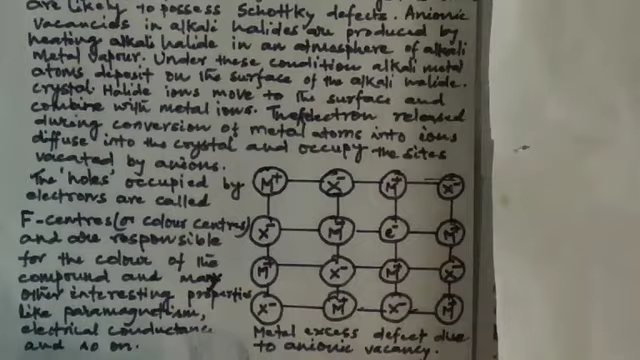 are likely to possess Schottky defects. Anionic
vacancies in alkali halides are produced by
heating alkali halide in an atmosphere of alkali
metal vapour. Under these condition alkali metal
atoms deposit on the surface of the alkali halide.
crystal. Halide ions move to the surface and
combine with metal ions. The electron released
during conversion of metal atoms into ions
diffuse into the crystal and occupy the sites
vacated by anions.
The 'holes' occupied by
electrons are called
F-centres (or colour centres)
and are responsible
for the colour of the
compound and many
other interesting properties
like paramagnetism,
electrical conductance
and so on.
M+ X- M+ X-
X- M+ e- M+
M+ X- M+ X-
X- M+ X- M+
Metal excess defect due
to anionic vacancy.